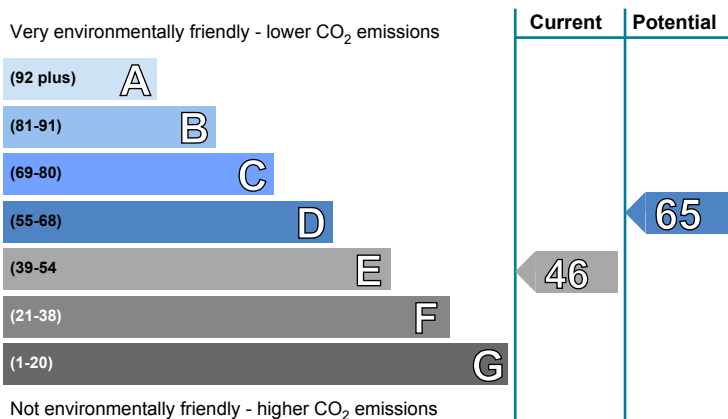 Very environmentally friendly - lower CO2 emissions
Current
Potential
(92 plus) A
(81-91) B
(69-80) C
(55-68) D
65
(39-54 E
46
(21-38) F
(1-20) G
Not environmentally friendly - higher CO2 emissions